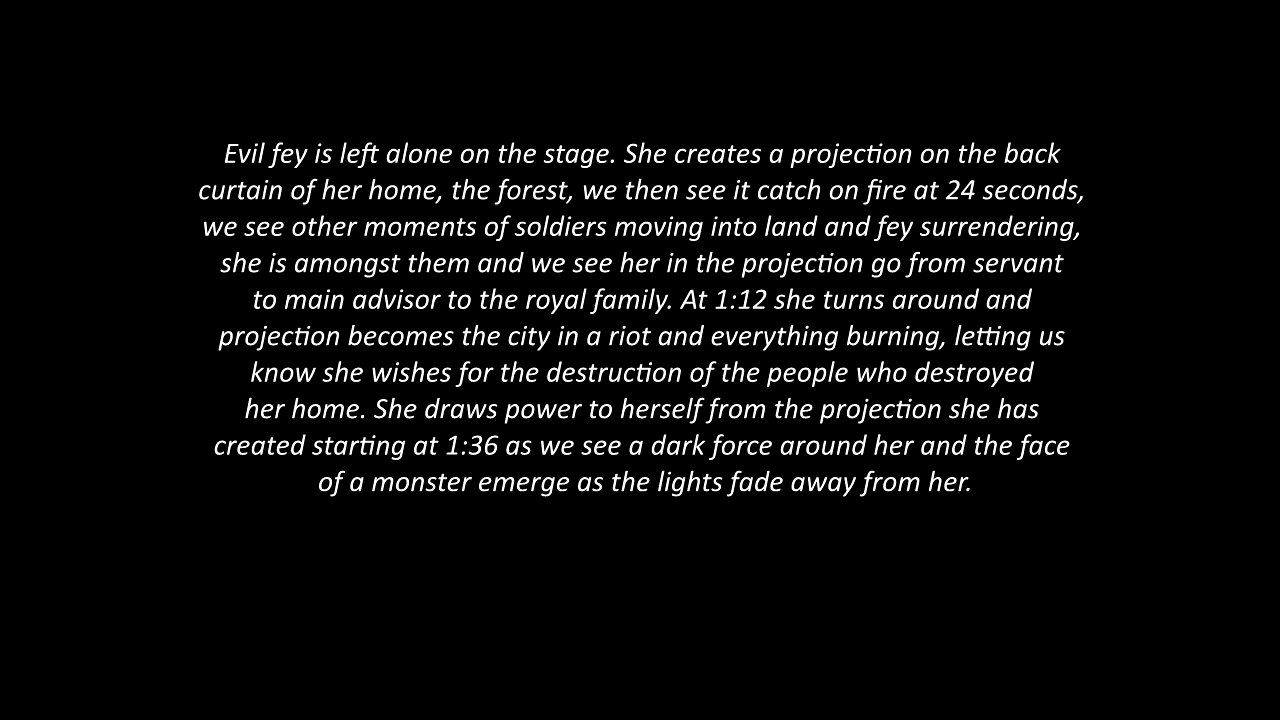 Evil fey is left alone on the stage. She creates a projection on the back
curtain of her home, the forest, we then see it catch on fire at 24 seconds,
we see other moments of soldiers moving into land and fey surrendering,
she is amongst them and we see her in the projection go from servant
to main advisor to the royal family. At 1:12 she turns around and
projection becomes the city in a riot and everything burning, letting us
know she wishes for the destruction of the people who destroyed
her home. She draws power to herself from the projection she has
created starting at 1:36 as we see a dark force around her and the face
of a monster emerge as the lights fade away from her.